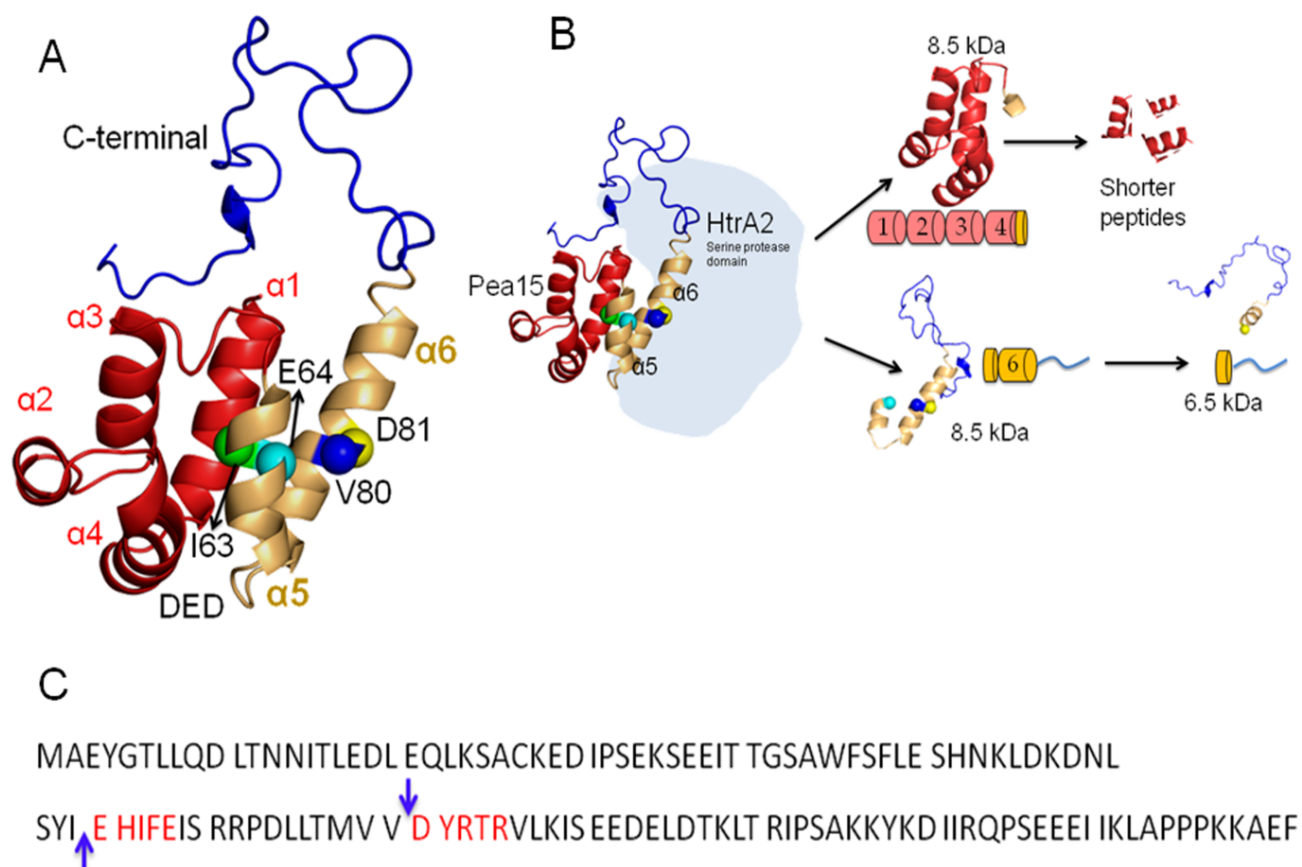 A
C-terminal
α3
α1
α2
E64
α6
D81
V80
α4
I63
DED
α5
B
8.5 kDa
HtrA2
Serine protease
domain
Pea15
α6
α5
1 2 3 4
Shorter
peptides
6
8.5 kDa
6.5 kDa
C
MAEYGTLLQD LTNNITLEDL EQLKSACKED IPSEKSEEIT TGSAWFSFLE SHNKLDKDNL
SYI E HIFEIS RRPDLLTMVV V D YRTRVLKIS EEDELDTKLT RIPSAKKYKD IIRQPSEEEI IKLAPPPKKAEF